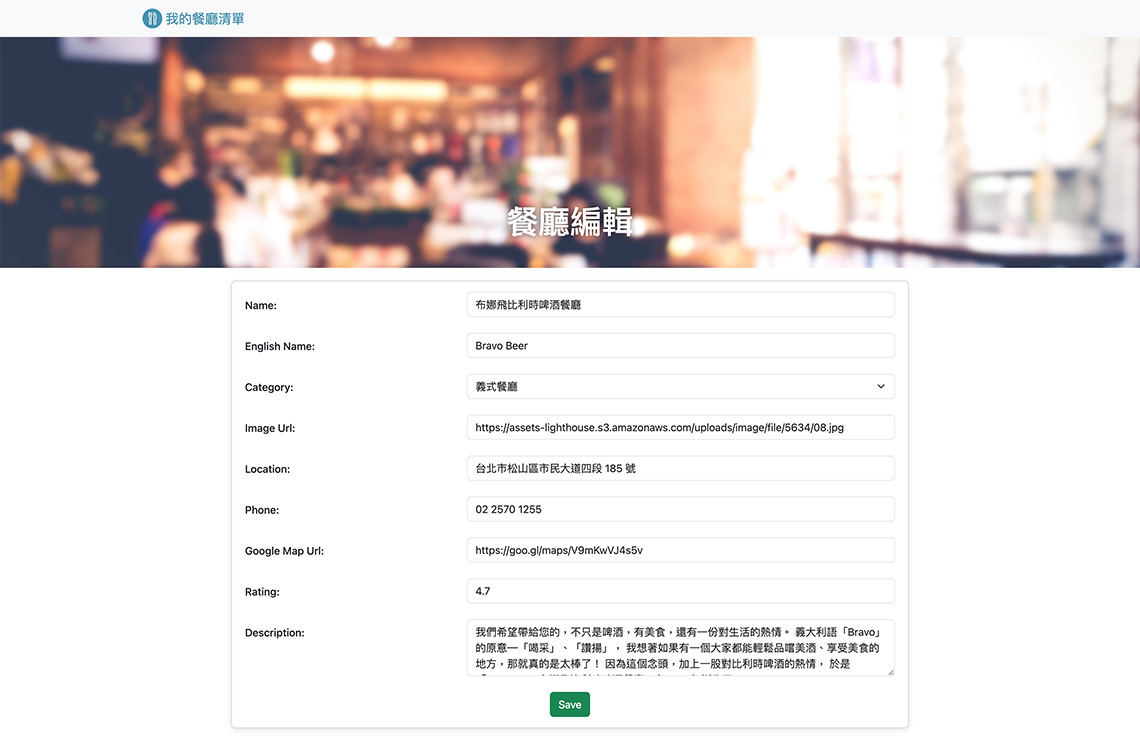 我的餐廳清單
餐廳編輯
Name:
布娜飛比利時啤酒餐廳
English Name:
Bravo Beer
Category:
義式餐廳
Image Url:
https://assets-lighthouse.s3.amazonaws.com/uploads/image/file/5634/08.jpg
Location:
台北市松山區市民大道四段 185 號
Phone:
02 2570 1255
Google Map Url:
https://goo.gl/maps/V9mKwVJ4s5v
Rating:
4.7
Description:
我們希望帶給您的，不只是啤酒，有美食，還有一份對生活的熱情。 義大利語「Bravo」
的原意—「喝采」、「讚揚」， 我想著如果有一個大家都能輕鬆品嚐美酒、享受美食的
地方，那就真的是太棒了！ 因為這個念頭，加上一股對比利時啤酒的熱情， 於是
Save